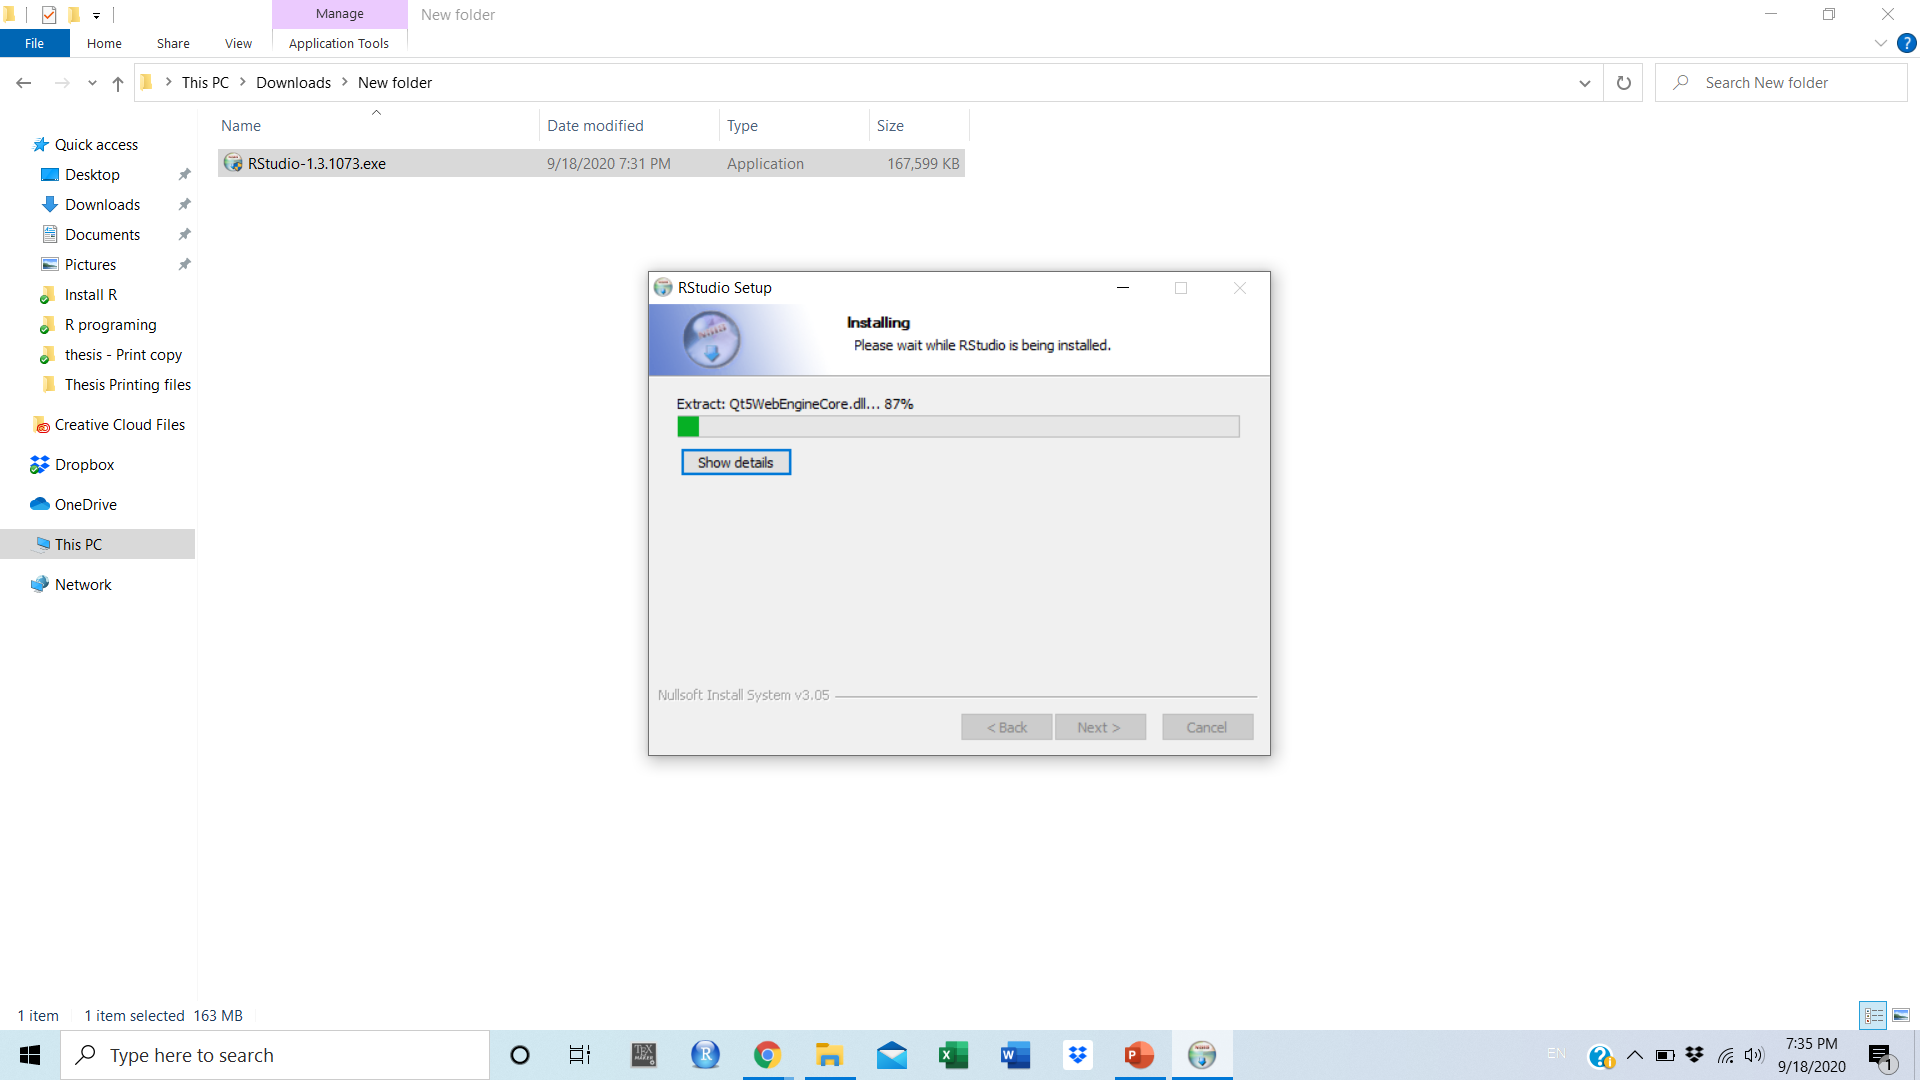 Manage
New folder
File
Home
Share
View
Application Tools
This PC
Downloads
New folder
Search New folder
Name
Date modified
Type
Size
RStudio-1.3.1073.exe
9/18/2020 7:31 PM
Application
167,599 KB
Quick access
Desktop
Downloads
Documents
Pictures
Install R
R programing
thesis - Print copy
Thesis Printing files
Creative Cloud Files
Dropbox
OneDrive
This PC
Network
RStudio Setup
Installing
Please wait while RStudio is being installed.
Extract: Qt5WebEngineCore.dll... 87%
Show details
Nullsoft Install System v3.05
< Back
Next >
Cancel
1 item
1 item selected 163 MB
Type here to search
EN
7:35 PM
9/18/2020
1